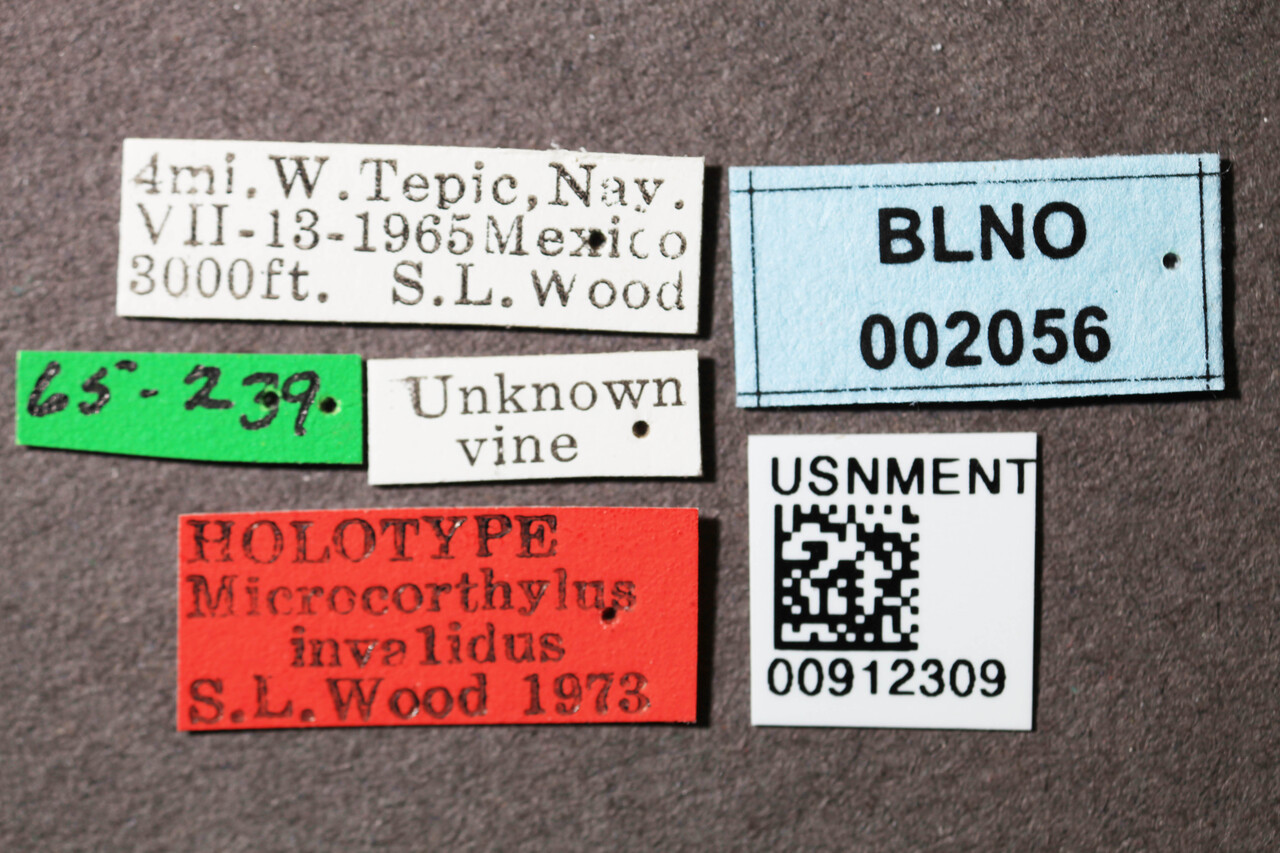 4mi. W. Tepic, Nay.
VII-13-1965 Mexico
3000ft. S.L. Wood
BLNO
002056
65-239.
Unknown
vine
HOLOTYPE
Microcorthylus
invalidus
S.L. Wood 1973
USNMENT
00912309